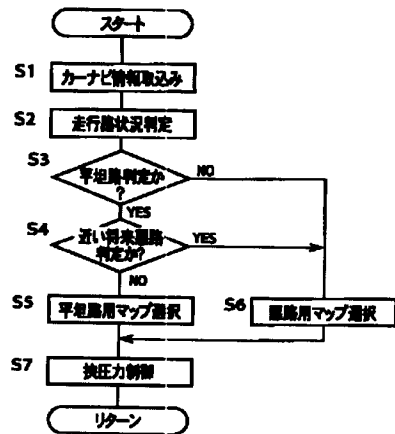 スタート
S1
カーナビ情報取込み
S2
走行路状況判定
S3
平坦路判定か
?
NO
YES
S4
近い将来悪路
判定か?
YES
NO
S5
平坦路用マップ選択
S6
悪路用マップ選択
S7
挟圧力制御
リターン